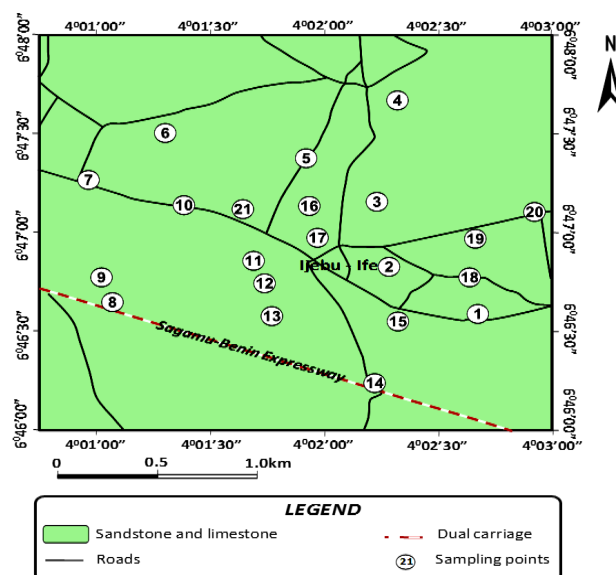 4⁰01’00” 4⁰01’30” 4⁰02’00” 4⁰02’30” 4⁰03’00”
N
6⁰48’00” 6⁰48’00”
4
6⁰47’30” 6 6⁰47’30”
5
7
10 21 16 3 20
6⁰47’00” 17 19 6⁰47’00”
11 Ijebu - Ife 2
9 12 18
8
13 15 1
6⁰46’30” Sagamu-Benin Expressway 6⁰46’30”
14
6⁰46’00” 6⁰46’00”
4⁰01’00” 4⁰01’30” 4⁰02’00” 4⁰02’30” 4⁰03’00”
0 0.5 1.0km
LEGEND
Sandstone and limestone Dual carriage
Roads 21 Sampling points